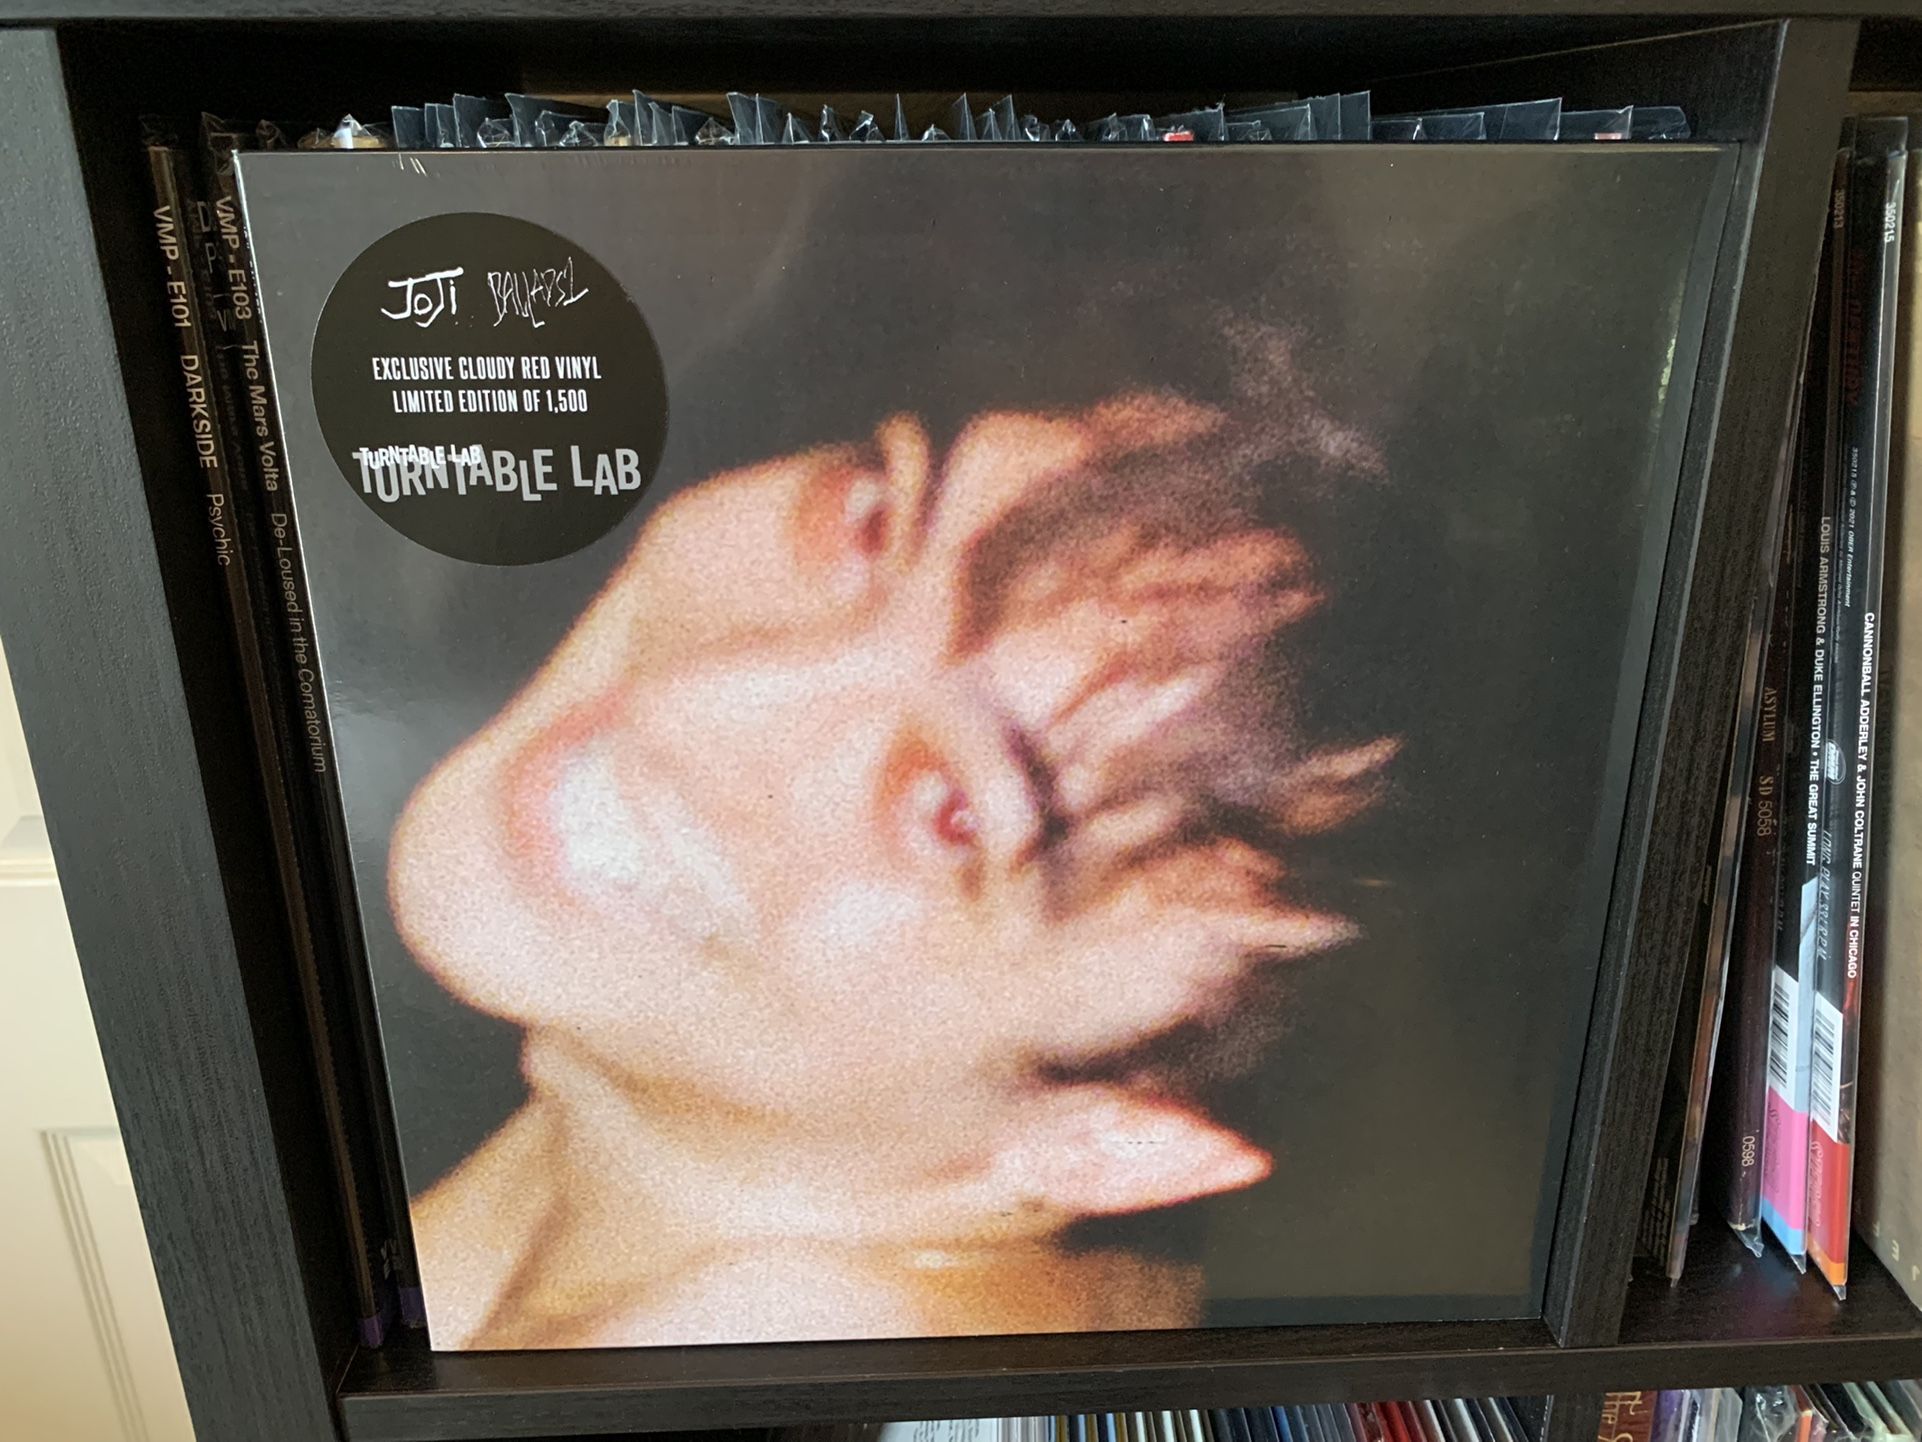 JOJI BALLADS 1
EXCLUSIVE CLOUDY RED VINYL
LIMITED EDITION OF 1,500
TURNTABLE LAB
TURNTABLE LAB
VMP - E101 DARKSIDE Psychic
VMP - E103 The Mars Volta De-Loused in the Comatorium
ASYLUM SD 5058
0598
350213
LOUIS ARMSTRONG & DUKE ELLINGTON • THE GREAT SUMMIT
350215
CANNONBALL ADDERLEY & JOHN COLTRANE QUINTET IN CHICAGO